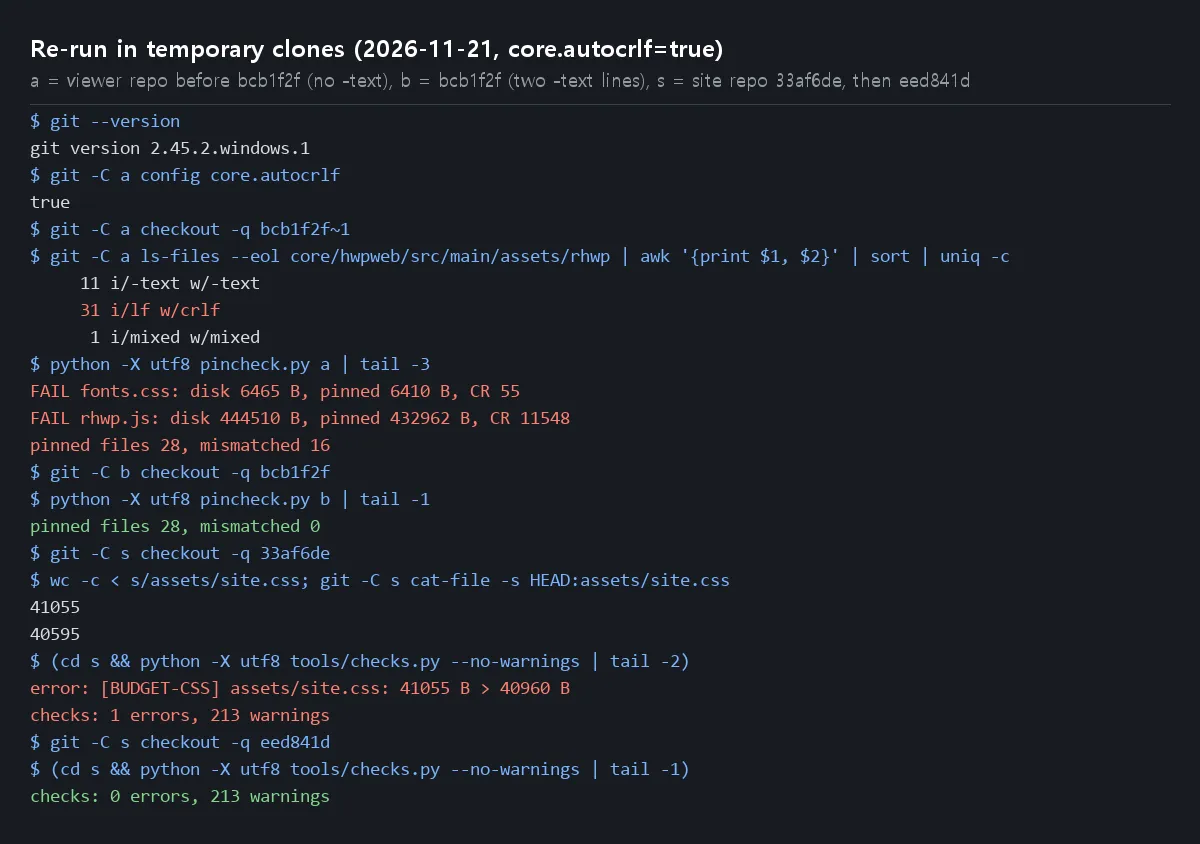 Re-run in temporary clones (2026-11-21, core.autocrlf=true)
a = viewer repo before bcb1f2f (no -text), b = bcb1f2f (two -text lines), s = site repo 33af6de, then eed841d
$ git --version
git version 2.45.2.windows.1
$ git -C a config core.autocrlf
true
$ git -C a checkout -q bcb1f2f~1
$ git -C a ls-files --eol core/hwpweb/src/main/assets/rhwp | awk '{print $1, $2}' | sort | uniq -c
     11 i/-text w/-text
     31 i/lf w/crlf
      1 i/mixed w/mixed
$ python -X utf8 pincheck.py a | tail -3
FAIL fonts.css: disk 6465 B, pinned 6410 B, CR 55
FAIL rhwp.js: disk 444510 B, pinned 432962 B, CR 11548
pinned files 28, mismatched 16
$ git -C b checkout -q bcb1f2f
$ python -X utf8 pincheck.py b | tail -1
pinned files 28, mismatched 0
$ git -C s checkout -q 33af6de
$ wc -c < s/assets/site.css; git -C s cat-file -s HEAD:assets/site.css
41055
40595
$ (cd s && python -X utf8 tools/checks.py --no-warnings | tail -2)
error: [BUDGET-CSS] assets/site.css: 41055 B > 40960 B
checks: 1 errors, 213 warnings
$ git -C s checkout -q eed841d
$ (cd s && python -X utf8 tools/checks.py --no-warnings | tail -1)
checks: 0 errors, 213 warnings